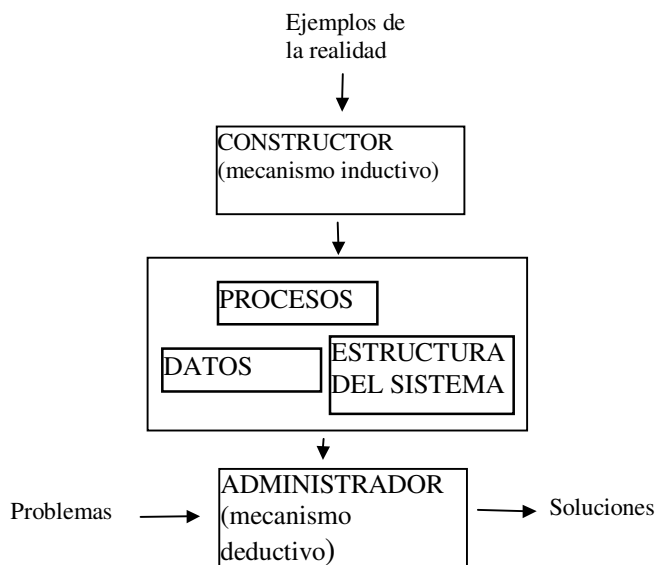 Ejemplos de
la realidad
CONSTRUCTOR
(mecanismo inductivo)
PROCESOS
DATOS
ESTRUCTURA
DEL SISTEMA
Problemas
ADMINISTRADOR
(mecanismo
deductivo)
Soluciones